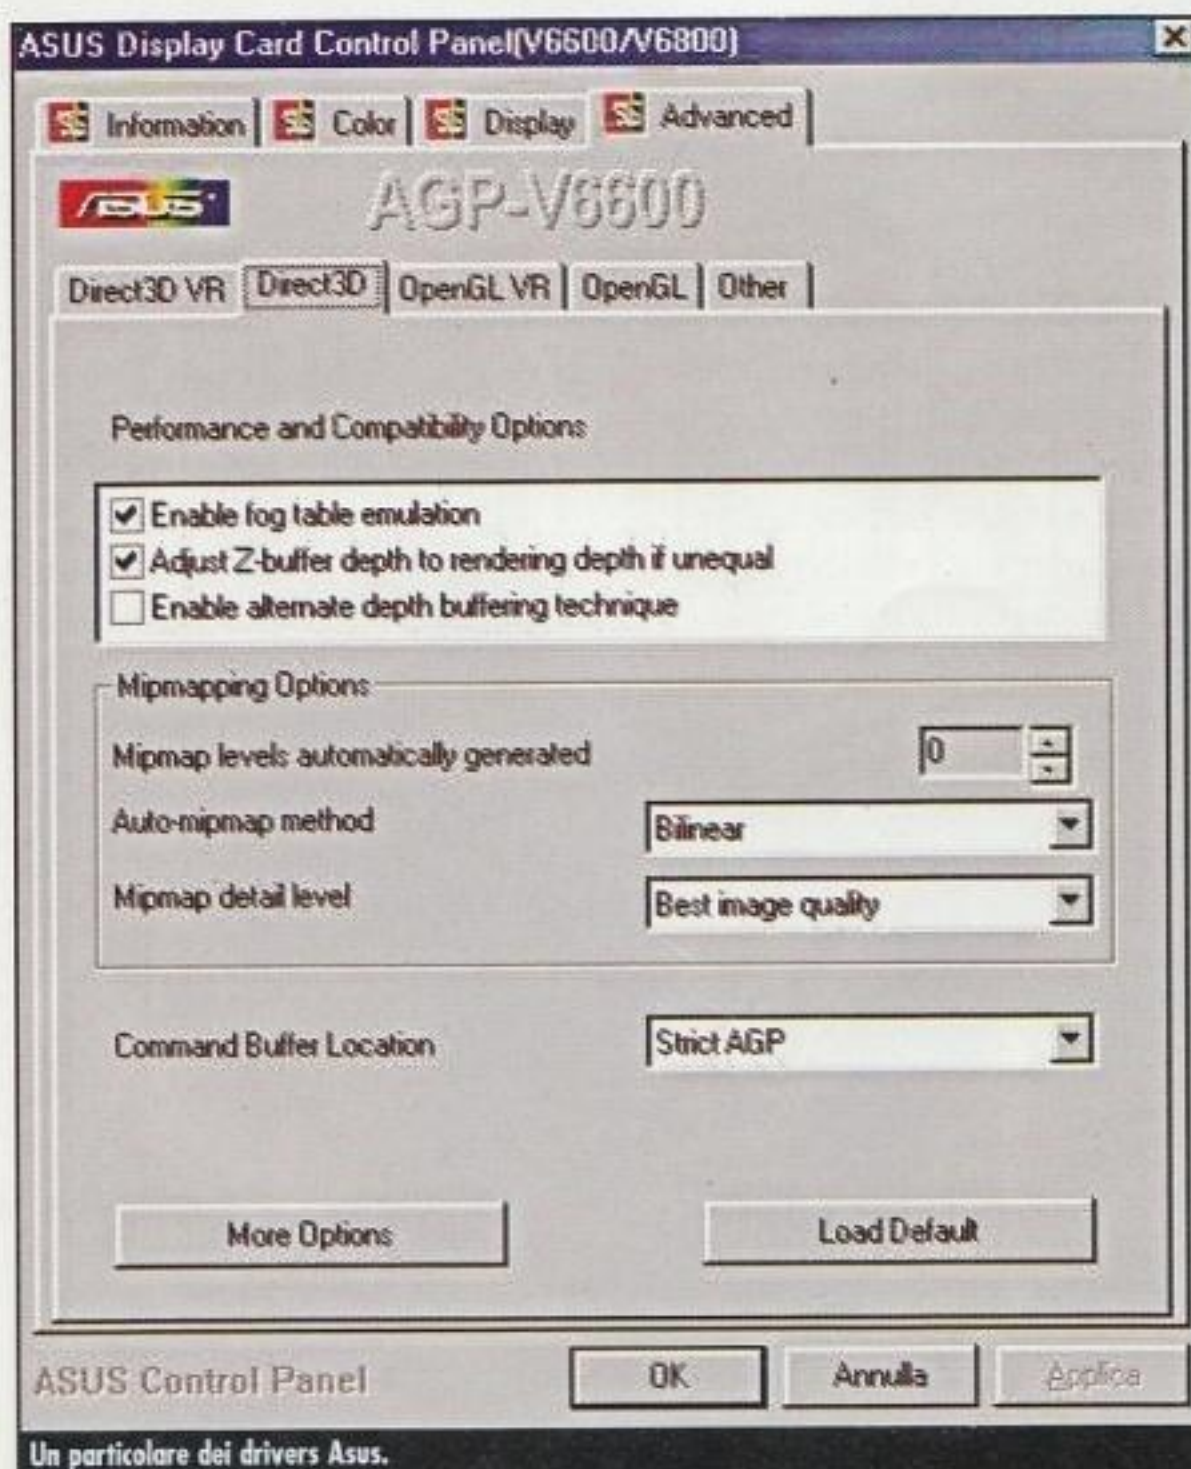 ASUS Display Card Control Panel(V6600/V6800)
Information Color Display Advanced
ASUS AGP-V6600
Direct3D VR Direct3D OpenGL VR OpenGL Other
Performance and Compatibility Options
Enable fog table emulation
Adjust Z-buffer depth to rendering depth if unequal
Enable alternate depth buffering technique
Mipmapping Options
Mipmap levels automatically generated 0
Auto-mipmap method Bilinear
Mipmap detail level Best image quality
Command Buffer Location Strict AGP
More Options Load Default
ASUS Control Panel OK Annulla Applica
Un particolare dei drivers Asus.